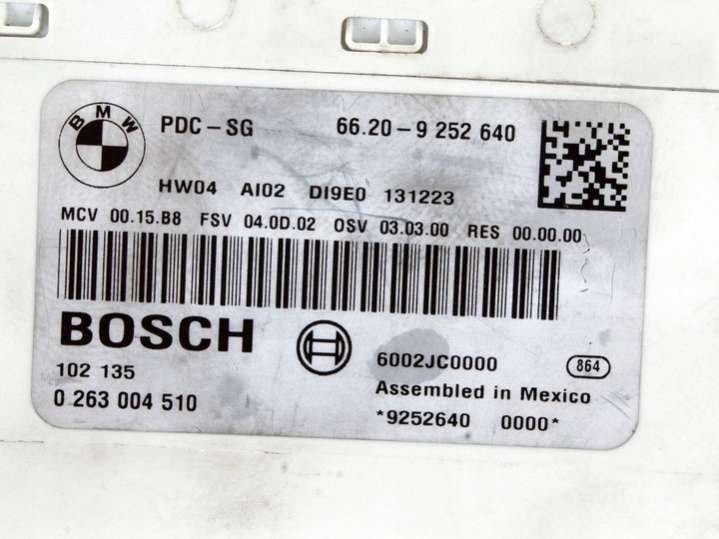 BMW
PDC-SG 66.20-9 252 640
HW04 AI02 DI9E0 131223
MCV 00.15.B8 FSV 04.0D.02 OSV 03.03.00 RES 00.00.00
BOSCH
102 135
0 263 004 510
6002JC0000 864
Assembled in Mexico
*9252640 0000*